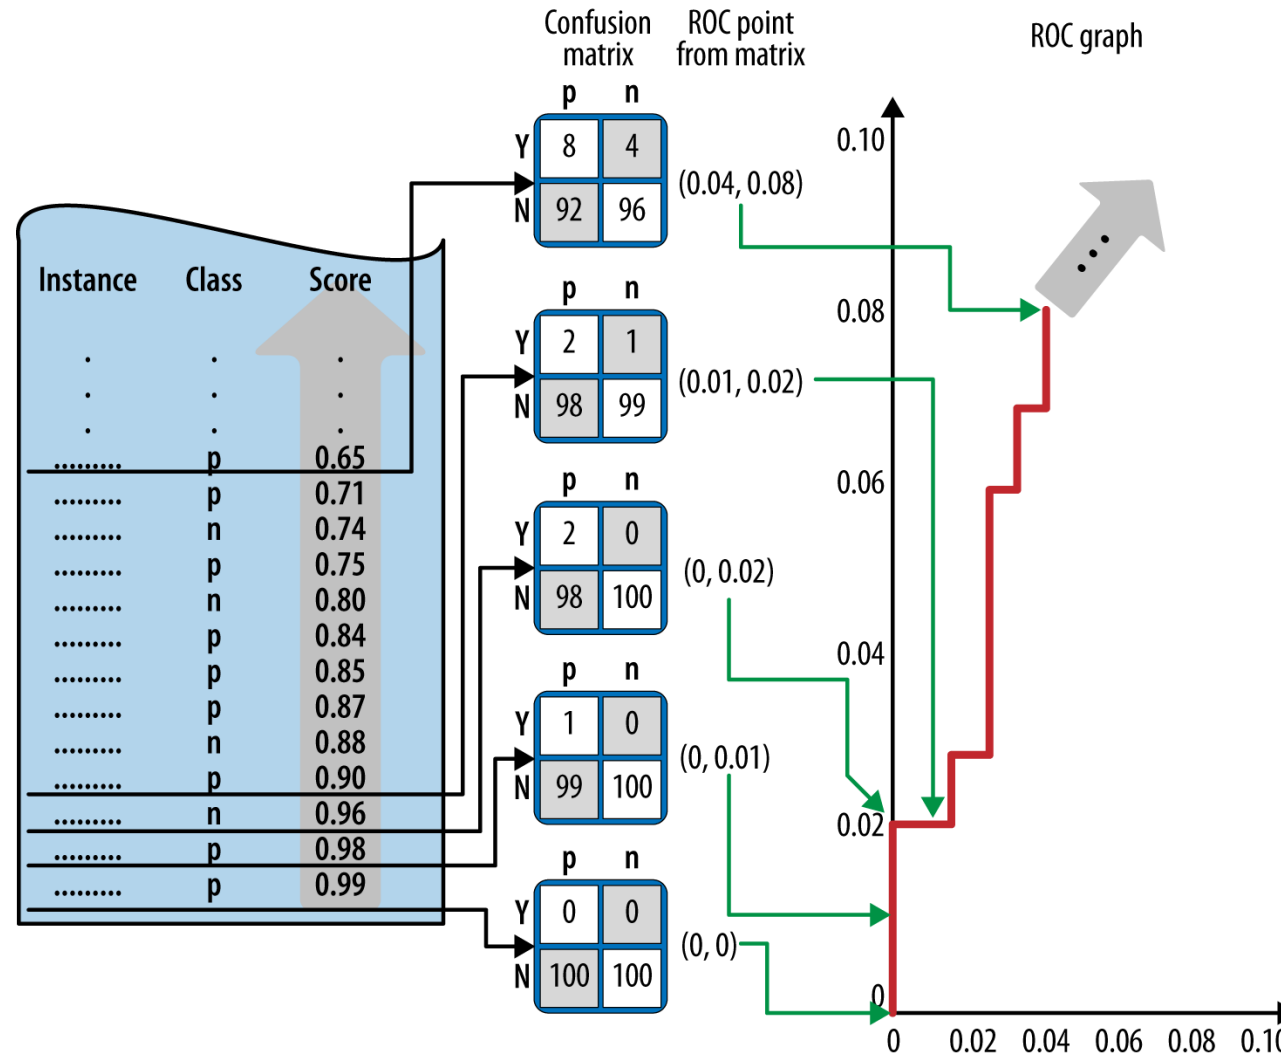 Confusion matrix
ROC point from matrix
ROC graph
Instance Class Score
. . .
. . .
. . .
......... p 0.65
......... p 0.71
......... n 0.74
......... p 0.75
......... n 0.80
......... p 0.84
......... p 0.85
......... p 0.87
......... n 0.88
......... p 0.90
......... n 0.96
......... p 0.98
......... p 0.99
p n
Y 8 4
N 92 96
(0.04, 0.08)
p n
Y 2 1
N 98 99
(0.01, 0.02)
p n
Y 2 0
N 98 100
(0, 0.02)
p n
Y 1 0
N 99 100
(0, 0.01)
p n
Y 0 0
N 100 100
(0, 0)
0.10
...
0.08
0.06
0.04
0.02
0
0 0.02 0.04 0.06 0.08 0.10